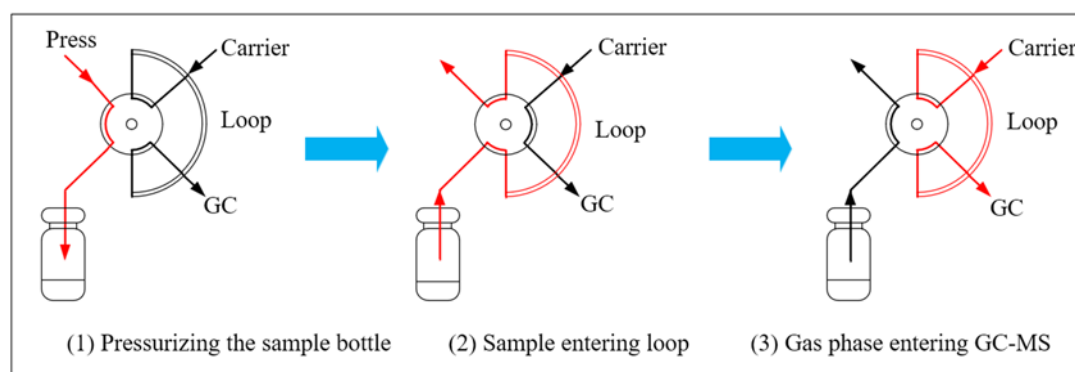 Press
Carrier
Loop
GC
Carrier
Loop
GC
Carrier
Loop
GC
(1) Pressurizing the sample bottle
(2) Sample entering loop
(3) Gas phase entering GC-MS